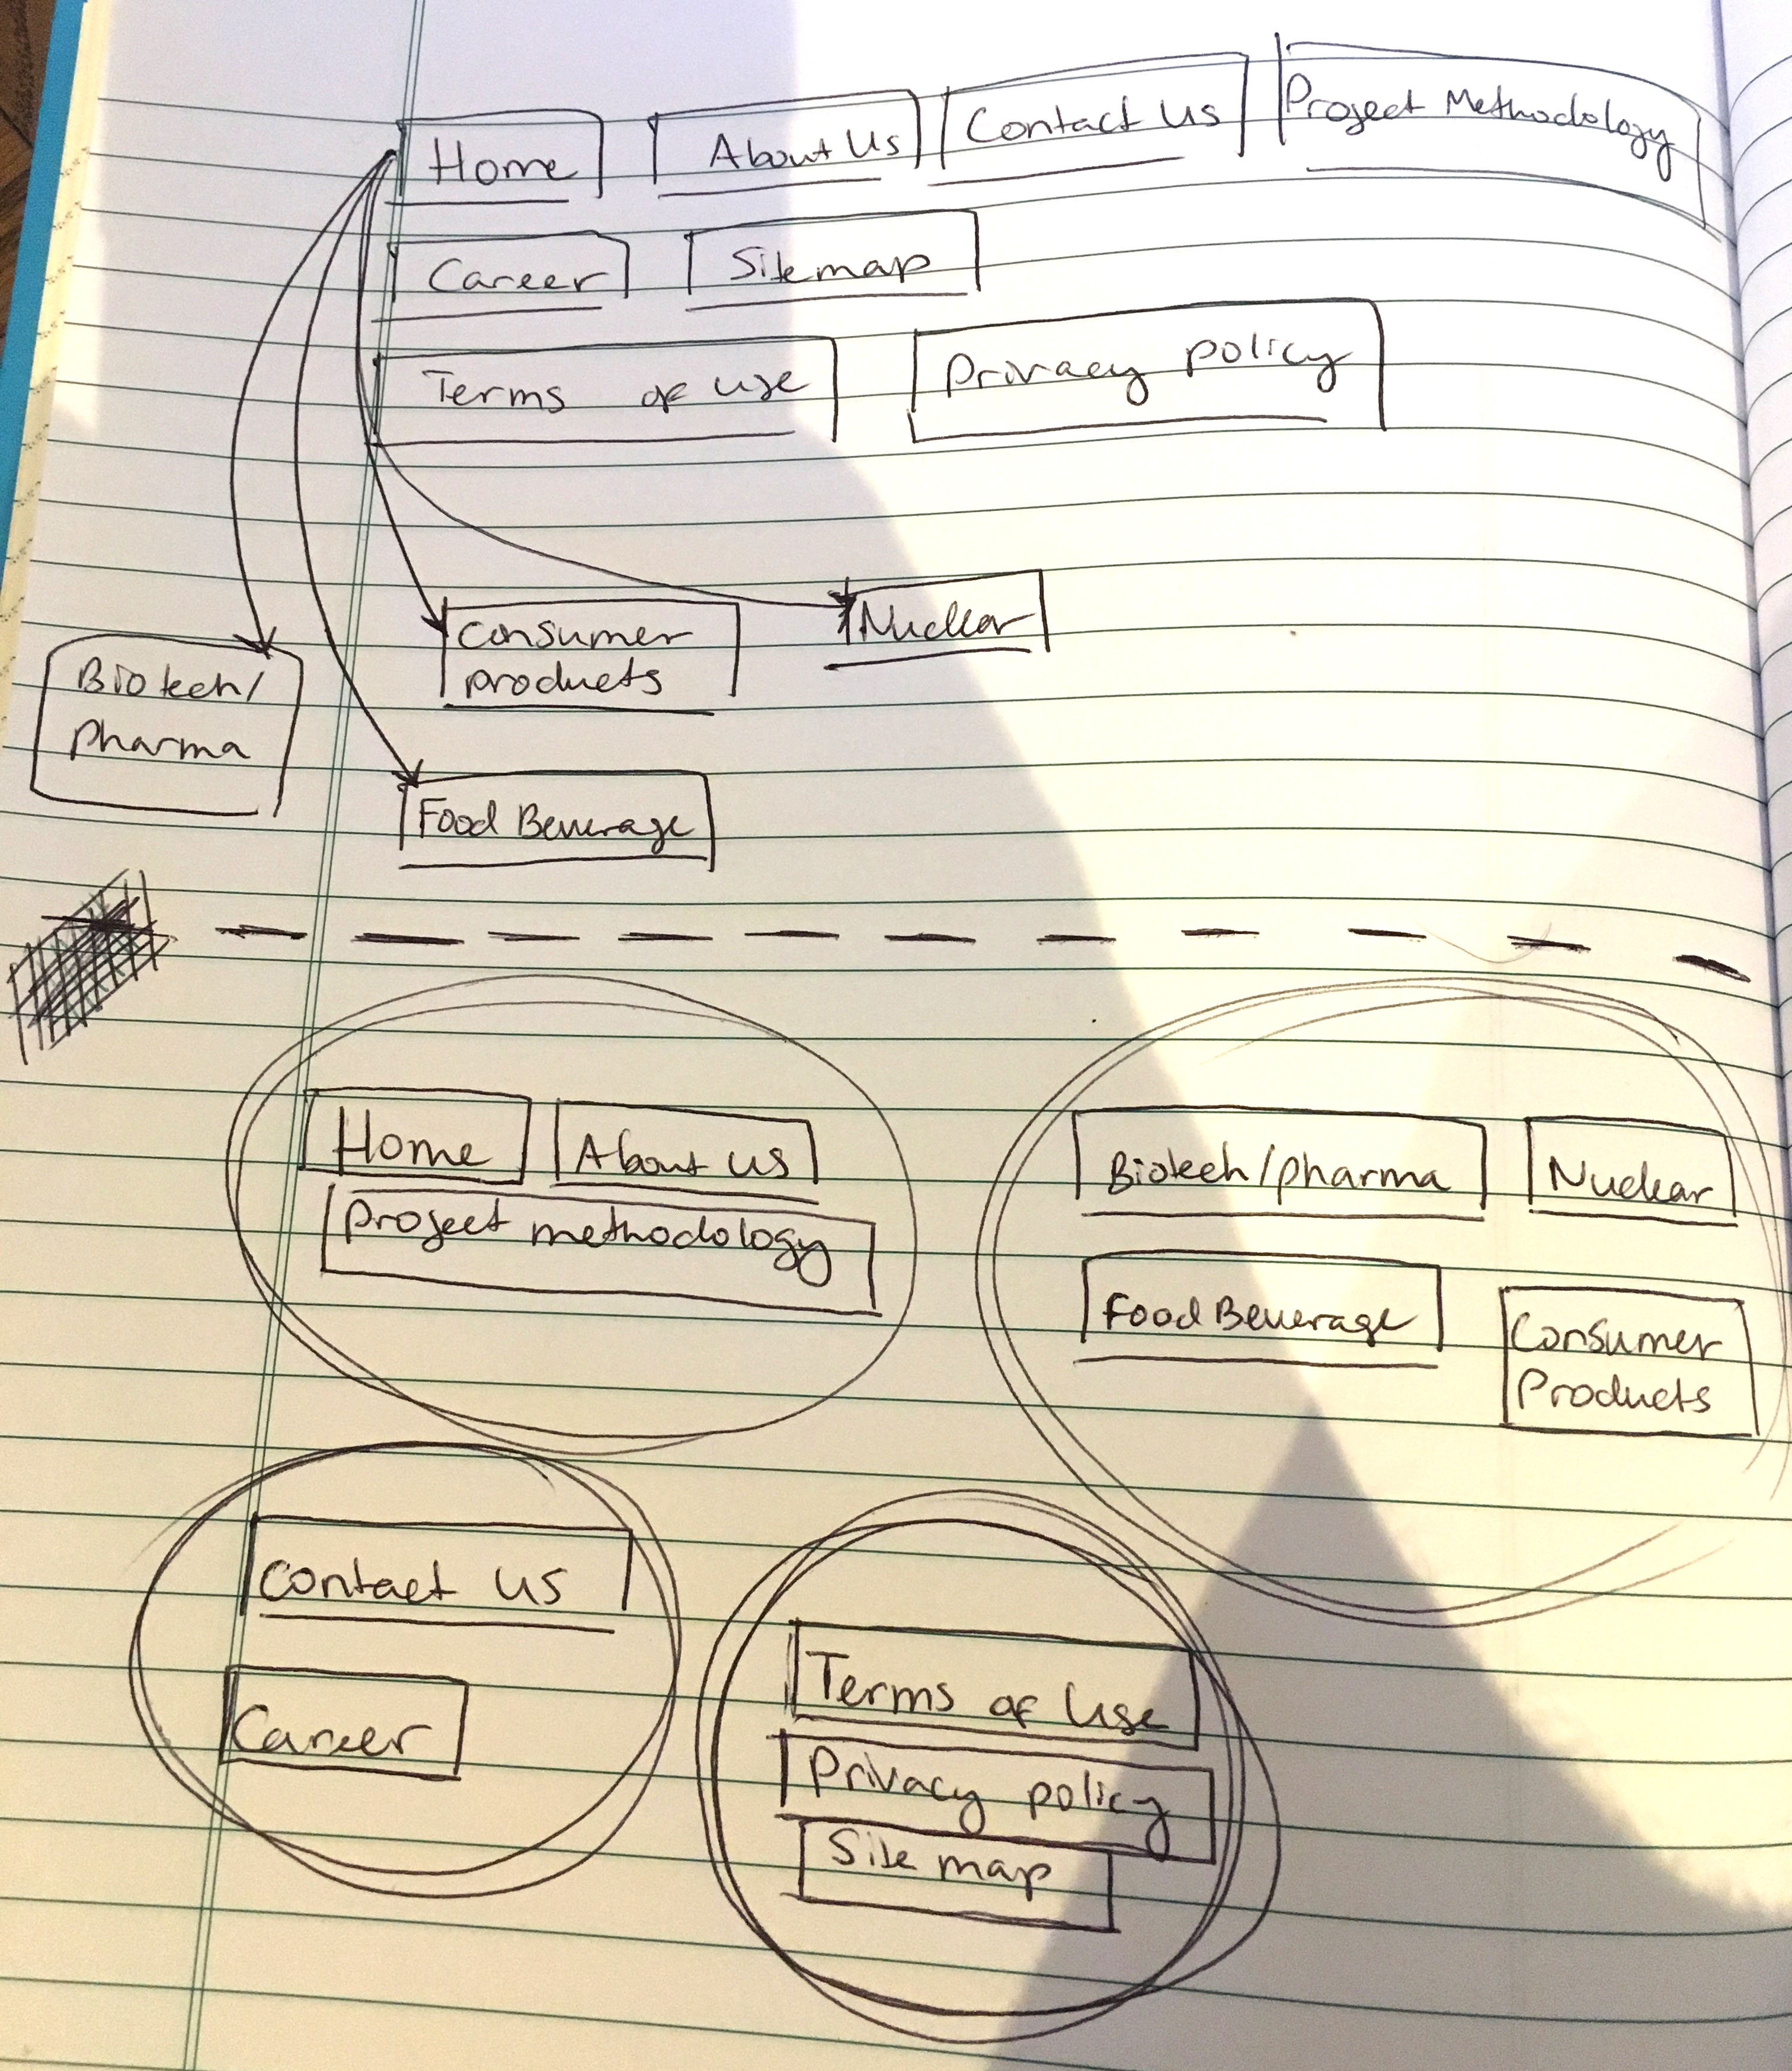 Home About Us Contact Us Project Methodology
Career Sitemap
Terms of use Privacy policy
Consumer
products
Nuclear
Biotech/
pharma
Food Beverage
Home About us
project methodology
Biotech/pharma Nuclear
Food Beverage
Consumer
Products
contact us
Career
Terms of Use
Privacy policy
Site map